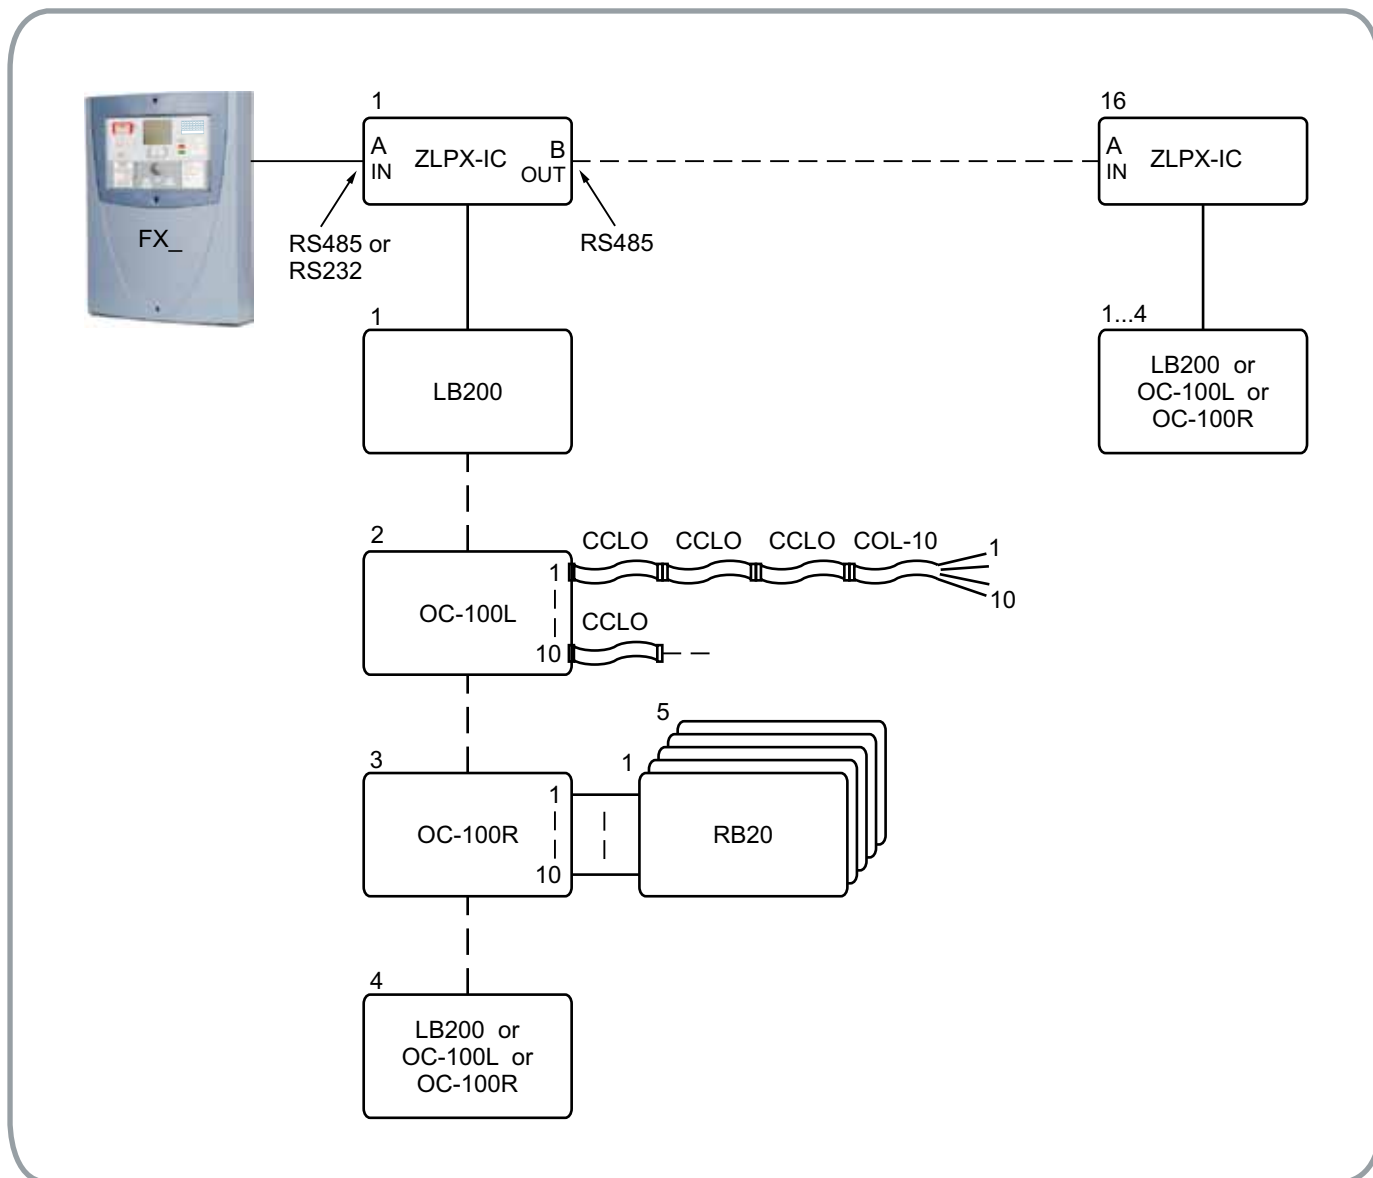 1
16
A
IN
ZLPX-IC
B
OUT
A
IN
ZLPX-IC
FX_
RS485 or
RS232
RS485
1
LB200
1...4
LB200 or
OC-100L or
OC-100R
2
OC-100L
1
10
CCLO CCLO CCLO COL-10
1
10
CCLO
3
OC-100R
1
10
5
1
RB20
4
LB200 or
OC-100L or
OC-100R